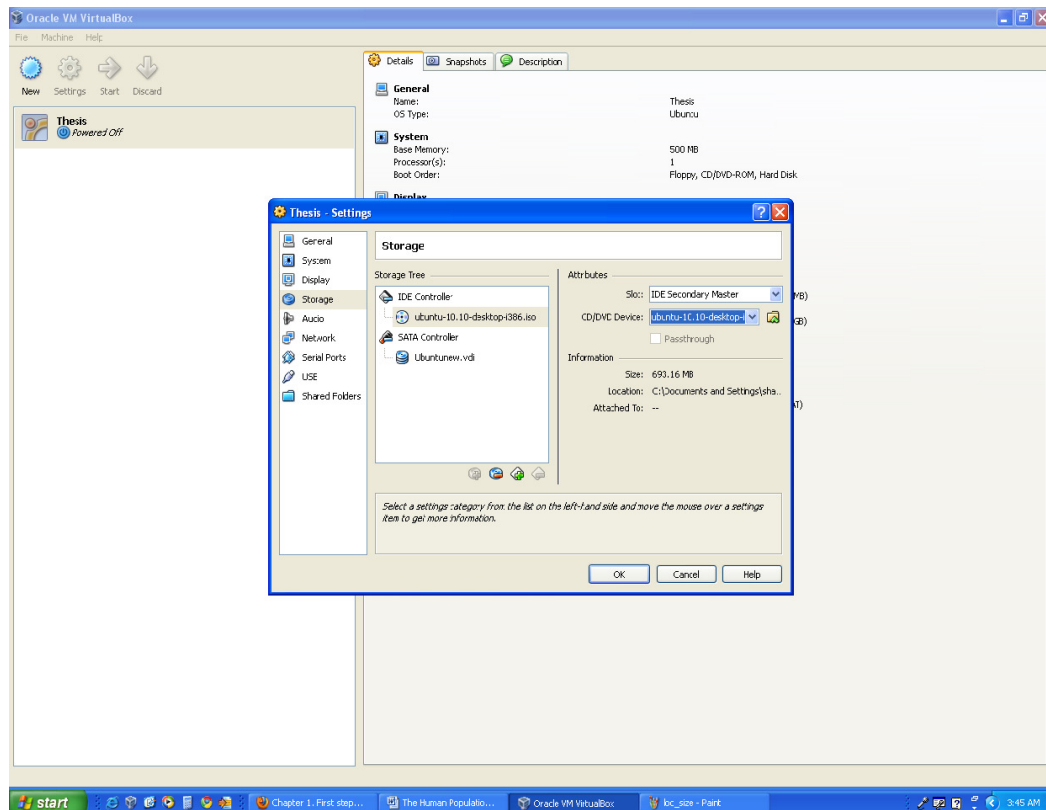 Oracle VM VirtualBox
File Machine Help
New Settings Start Discard
Thesis
Powered Off
Details Snapshots Description
General
Name: Thesis
OS Type: Ubuntu
System
Base Memory: 500 MB
Processor(s): 1
Boot Order: Floppy, CD/DVD-ROM, Hard Disk
Display
Thesis - Settings
General
System
Display
Storage
Audio
Network
Serial Ports
USB
Shared Folders
Storage
Storage Tree
IDE Controller
ubuntu-10.10-desktop-i386.iso
SATA Controller
Ubuntunew.vdi
Attributes
Slot: IDE Secondary Master
CD/DVD Device: ubuntu-10.10-desktop-i
Passthrough
Information
Size: 693.16 MB
Location: C:\Documents and Settings\sha..
Attached To: --
MB)
GB)
AT)
Select a settings category from the list on the left-hand side and move the mouse over a settings
item to get more information.
OK Cancel Help
start
Chapter 1. First step... The Human Populatio... Oracle VM VirtualBox loc_size - Paint
3:45 AM